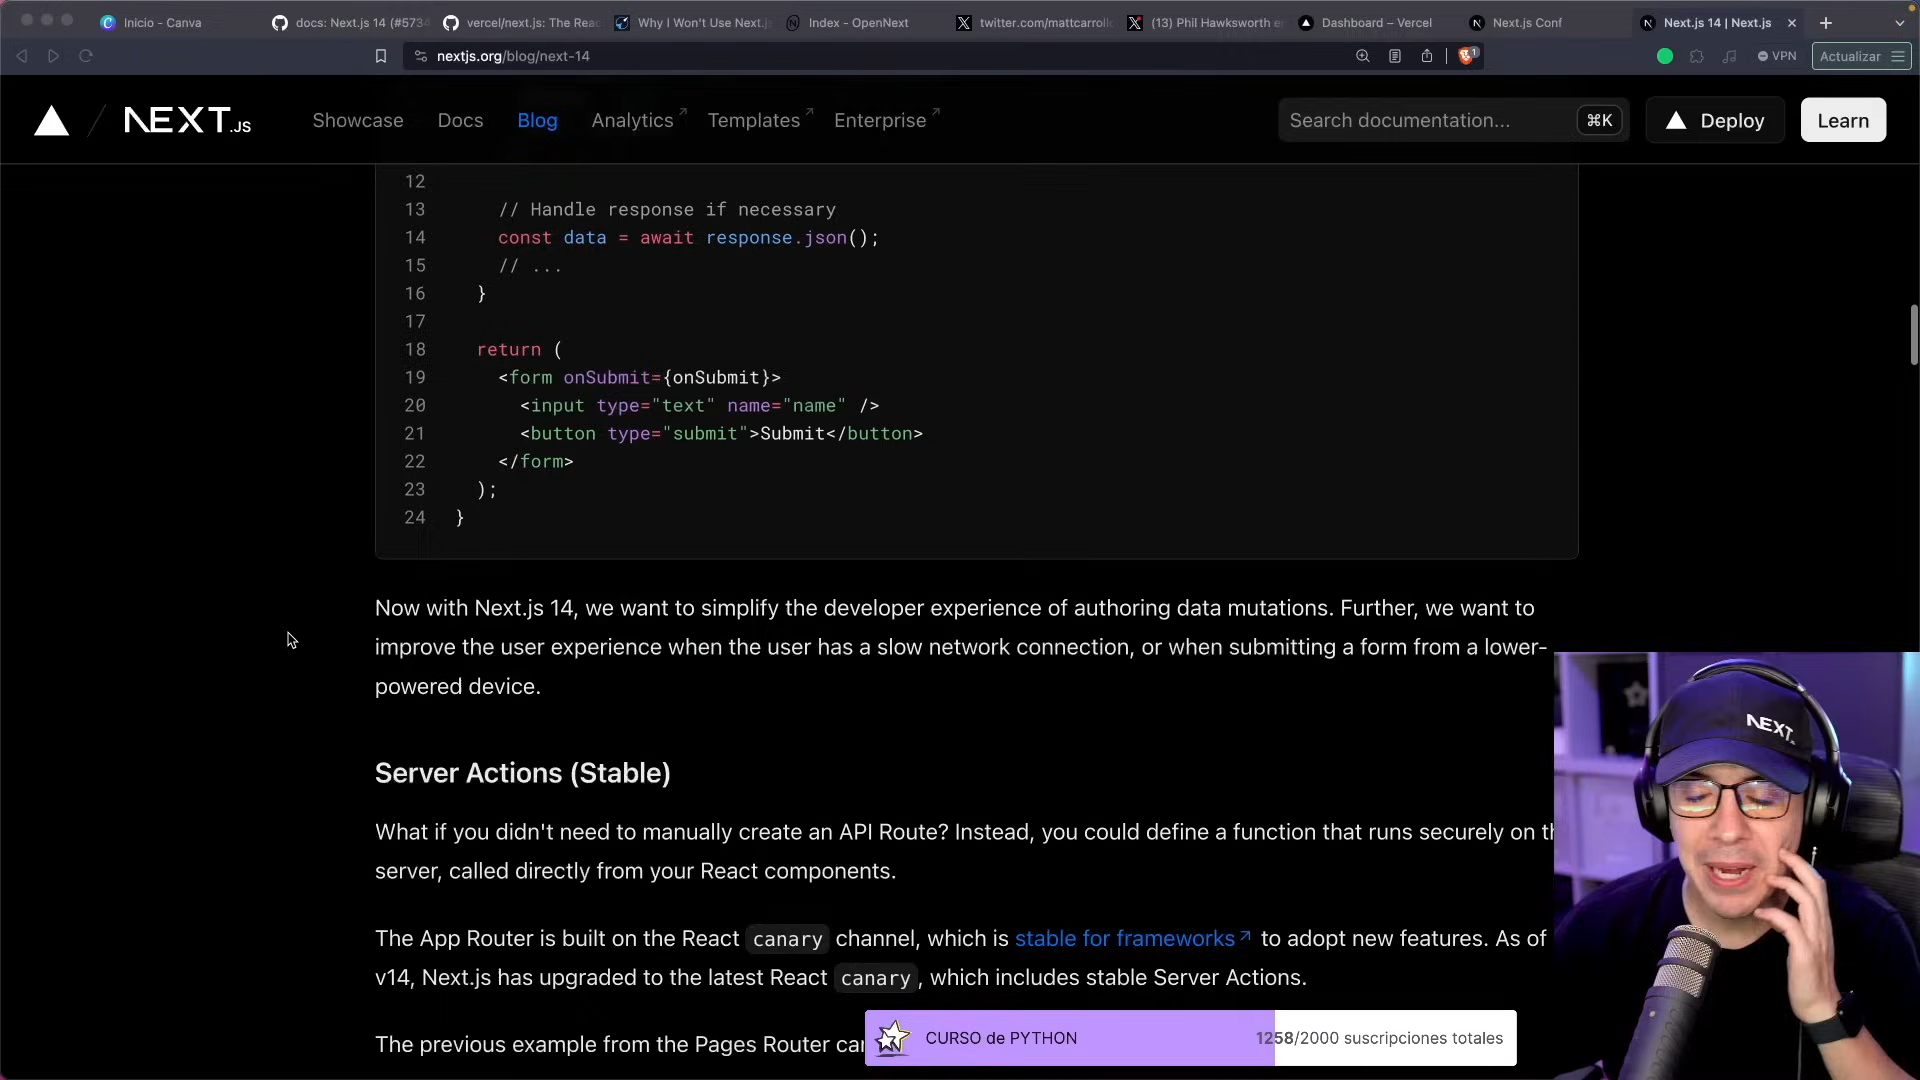 Inicio - Canva
docs: Next.js 14 (#5734
vercel/next.js: The Rea
Why I Won't Use Next.j
Index - OpenNext
twitter.com/mattcarroll
(13) Phil Hawksworth e
Dashboard – Vercel
Next.js Conf
Next.js 14 | Next.js
nextjs.org/blog/next-14
1
VPN
Actualizar
NEXT.JS
Showcase
Docs
Blog
Analytics
Templates
Enterprise
Search documentation...
⌘K
Deploy
Learn
12
13 // Handle response if necessary
14 const data = await response.json();
15 // ...
16 }
17
18 return (
19 <form onSubmit={onSubmit}>
20 <input type="text" name="name" />
21 <button type="submit">Submit</button>
22 </form>
23 );
24 }
Now with Next.js 14, we want to simplify the developer experience of authoring data mutations. Further, we want to
improve the user experience when the user has a slow network connection, or when submitting a form from a lower-
powered device.
Server Actions (Stable)
What if you didn't need to manually create an API Route? Instead, you could define a function that runs securely on th
server, called directly from your React components.
The App Router is built on the React canary channel, which is stable for frameworks to adopt new features. As of
v14, Next.js has upgraded to the latest React canary, which includes stable Server Actions.
The previous example from the Pages Router ca
CURSO de PYTHON
1258/2000 suscripciones totales
NEXT.